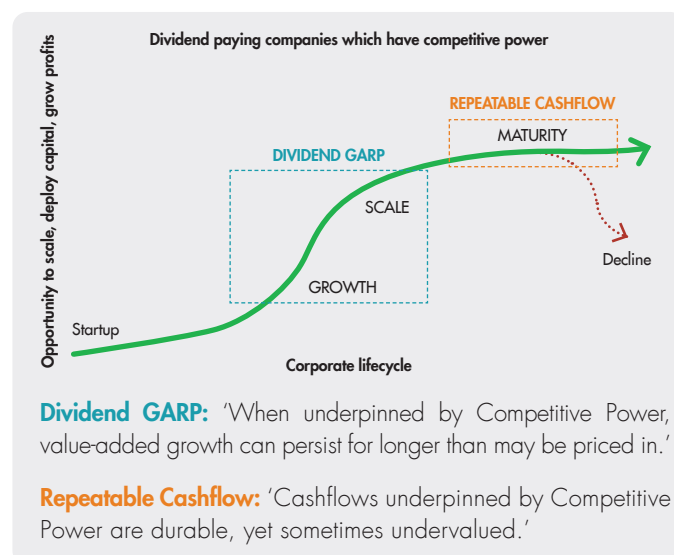 Dividend paying companies which have competitive power
Opportunity to scale, deploy capital, grow profits
REPEATABLE CASHFLOW
MATURITY
DIVIDEND GARP
SCALE
Decline
GROWTH
Startup
Corporate lifecycle
Dividend GARP: ‘When underpinned by Competitive Power,
value-added growth can persist for longer than may be priced in.’
Repeatable Cashflow: ‘Cashflows underpinned by Competitive
Power are durable, yet sometimes undervalued.’